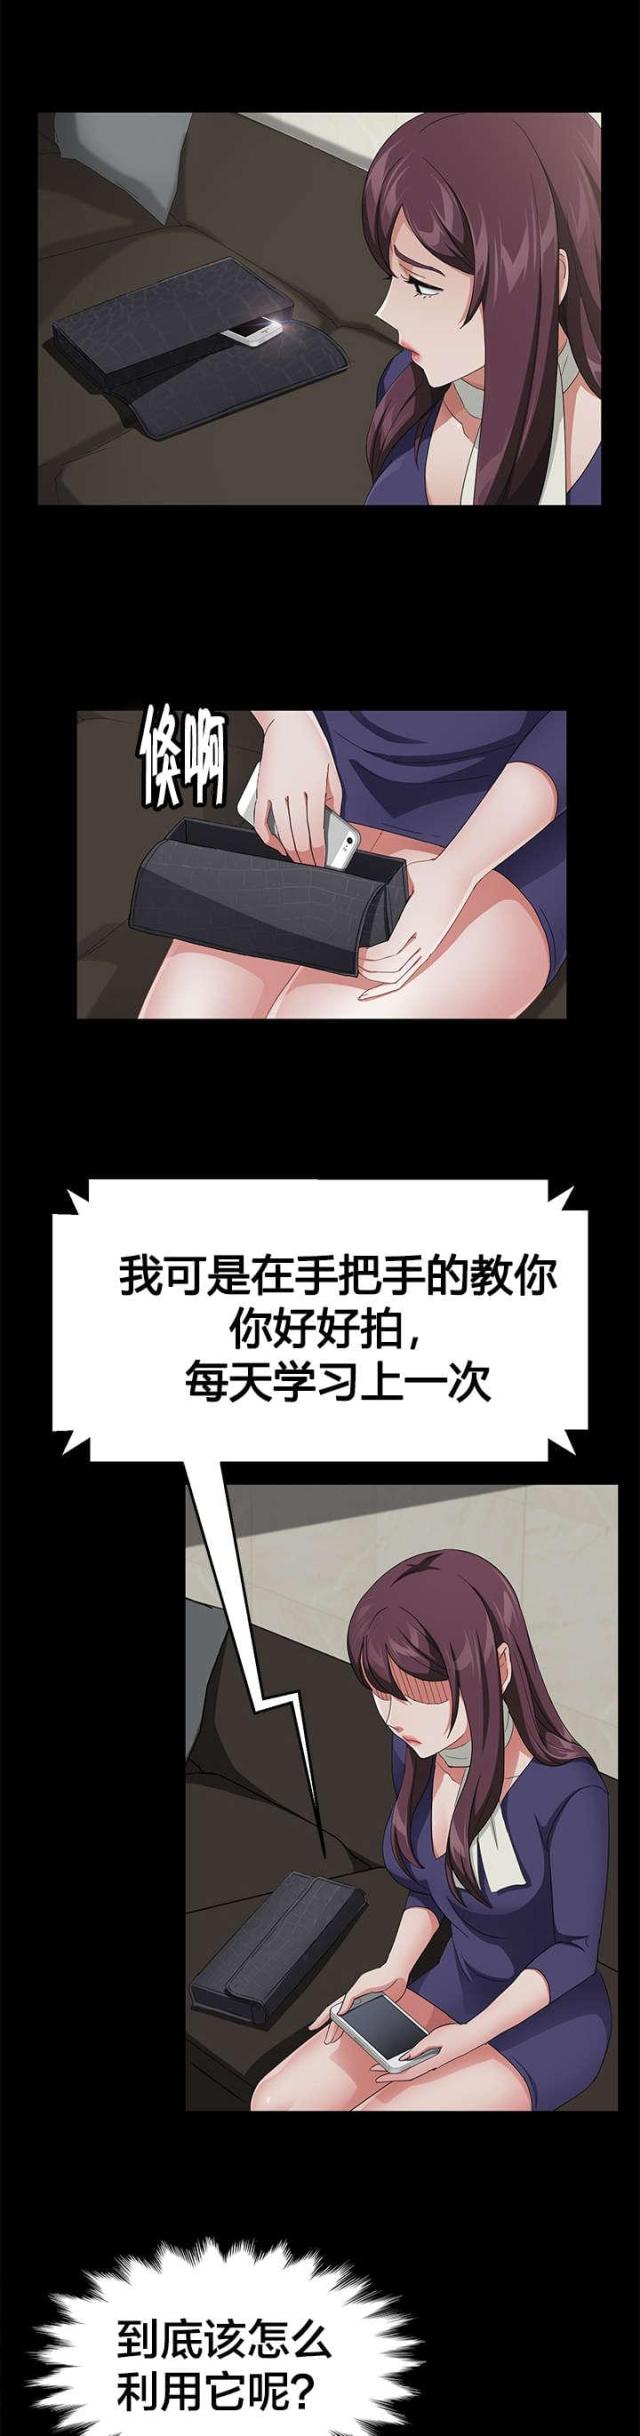 倏啊
我可是在手把手的教你
你好好拍，
每天学习上一次
到底该怎么
利用它呢？